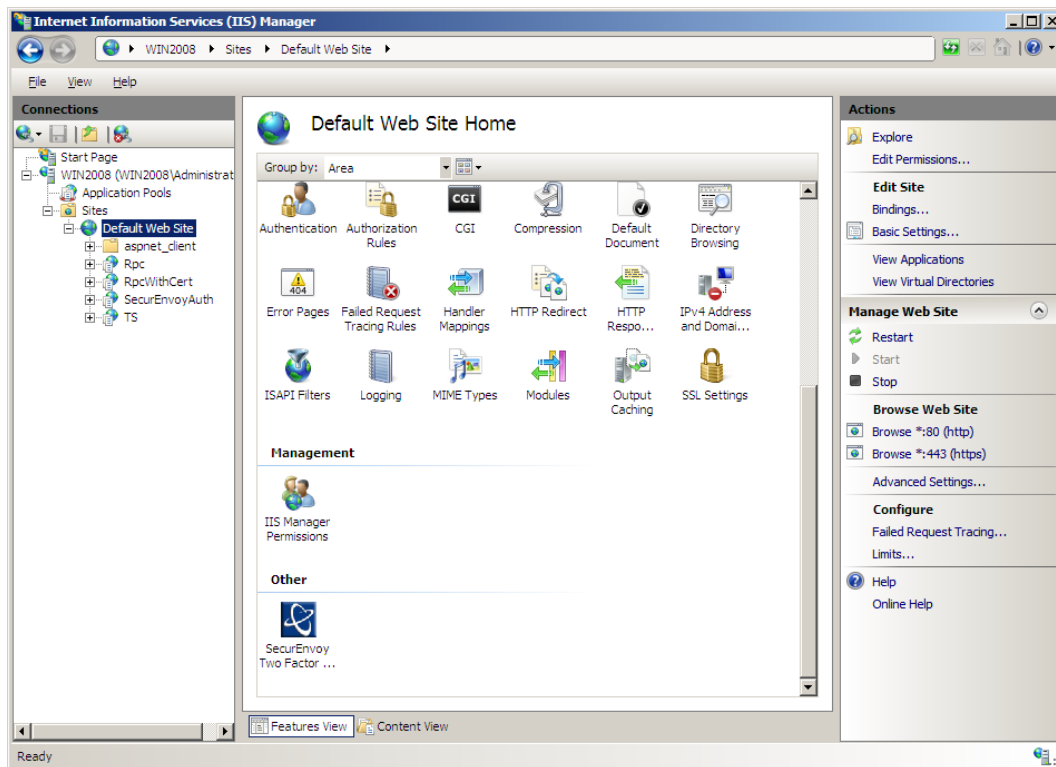 Internet Information Services (IIS) Manager
WIN2008 Sites Default Web Site
File View Help
Connections
Start Page
WIN2008 (WIN2008\Administrat
Application Pools
Sites
Default Web Site
aspnet_client
Rpc
RpcWithCert
SecurEnvoyAuth
TS
Default Web Site Home
Group by: Area
Authentication
Authorization
Rules
CGI
Compression
Default
Document
Directory
Browsing
404
Error Pages
Failed Request
Tracing Rules
Handler
Mappings
HTTP Redirect
HTTP
Respo...
IPv4 Address
and Domai...
ISAPI Filters
Logging
MIME Types
Modules
Output
Caching
SSL Settings
Management
IIS Manager
Permissions
Other
SecurEnvoy
Two Factor ...
Features View Content View
Actions
Explore
Edit Permissions...
Edit Site
Bindings...
Basic Settings...
View Applications
View Virtual Directories
Manage Web Site
Restart
Start
Stop
Browse Web Site
Browse *:80 (http)
Browse *:443 (https)
Advanced Settings...
Configure
Failed Request Tracing...
Limits...
Help
Online Help
Ready